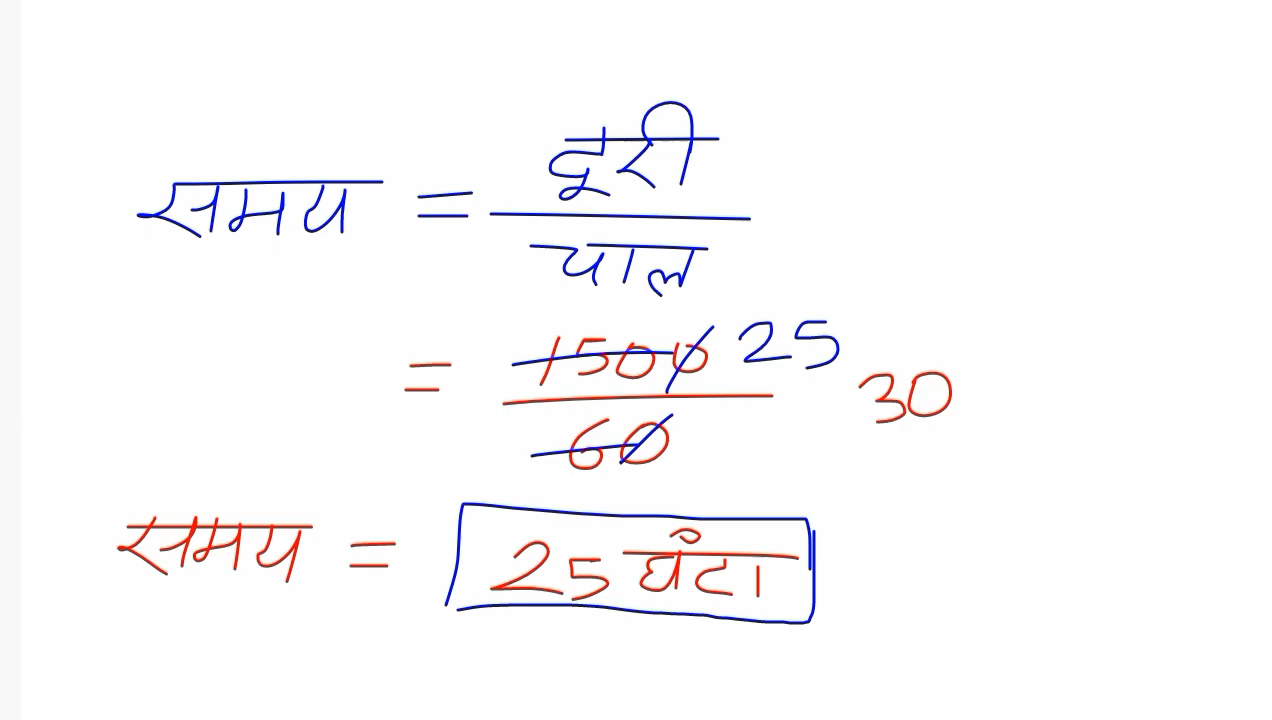 समय = दूरी
चाल
= 1500 25
60
30
समय = 25 घंटा